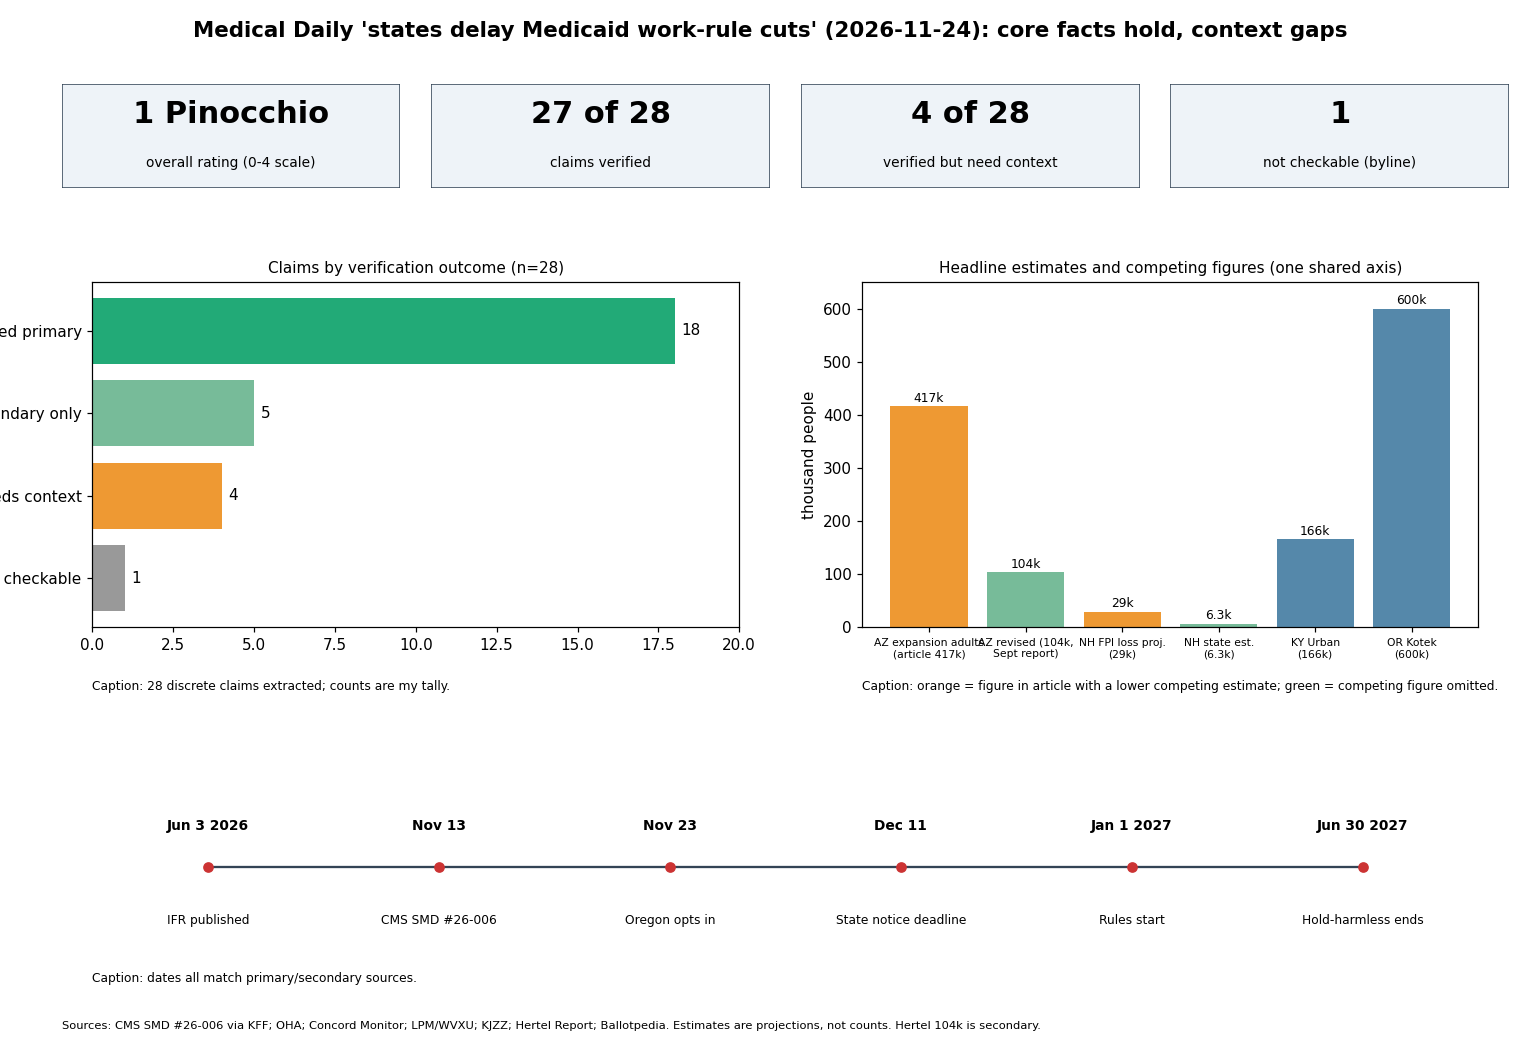 Medical Daily 'states delay Medicaid work-rule cuts' (2026-11-24): core facts hold, context gaps
1 Pinocchio
overall rating (0-4 scale)
27 of 28
claims verified
4 of 28
verified but need context
1
not checkable (byline)
Claims by verification outcome (n=28)
ed primary
18
ndary only
5
ds context
4
checkable
1
0.0 2.5 5.0 7.5 10.0 12.5 15.0 17.5 20.0
Caption: 28 discrete claims extracted; counts are my tally.
Headline estimates and competing figures (one shared axis)
thousand people
600
500
400
300
200
100
0
417k
104k
29k
6.3k
166k
600k
AZ expansion adults
(article 417k)
AZ revised (104k,
Sept report)
NH FPI loss proj.
(29k)
NH state est.
(6.3k)
KY Urban
(166k)
OR Kotek
(600k)
Caption: orange = figure in article with a lower competing estimate; green = competing figure omitted.
Jun 3 2026
IFR published
Nov 13
CMS SMD #26-006
Nov 23
Oregon opts in
Dec 11
State notice deadline
Jan 1 2027
Rules start
Jun 30 2027
Hold-harmless ends
Caption: dates all match primary/secondary sources.
Sources: CMS SMD #26-006 via KFF; OHA; Concord Monitor; LPM/WVXU; KJZZ; Hertel Report; Ballotpedia. Estimates are projections, not counts. Hertel 104k is secondary.